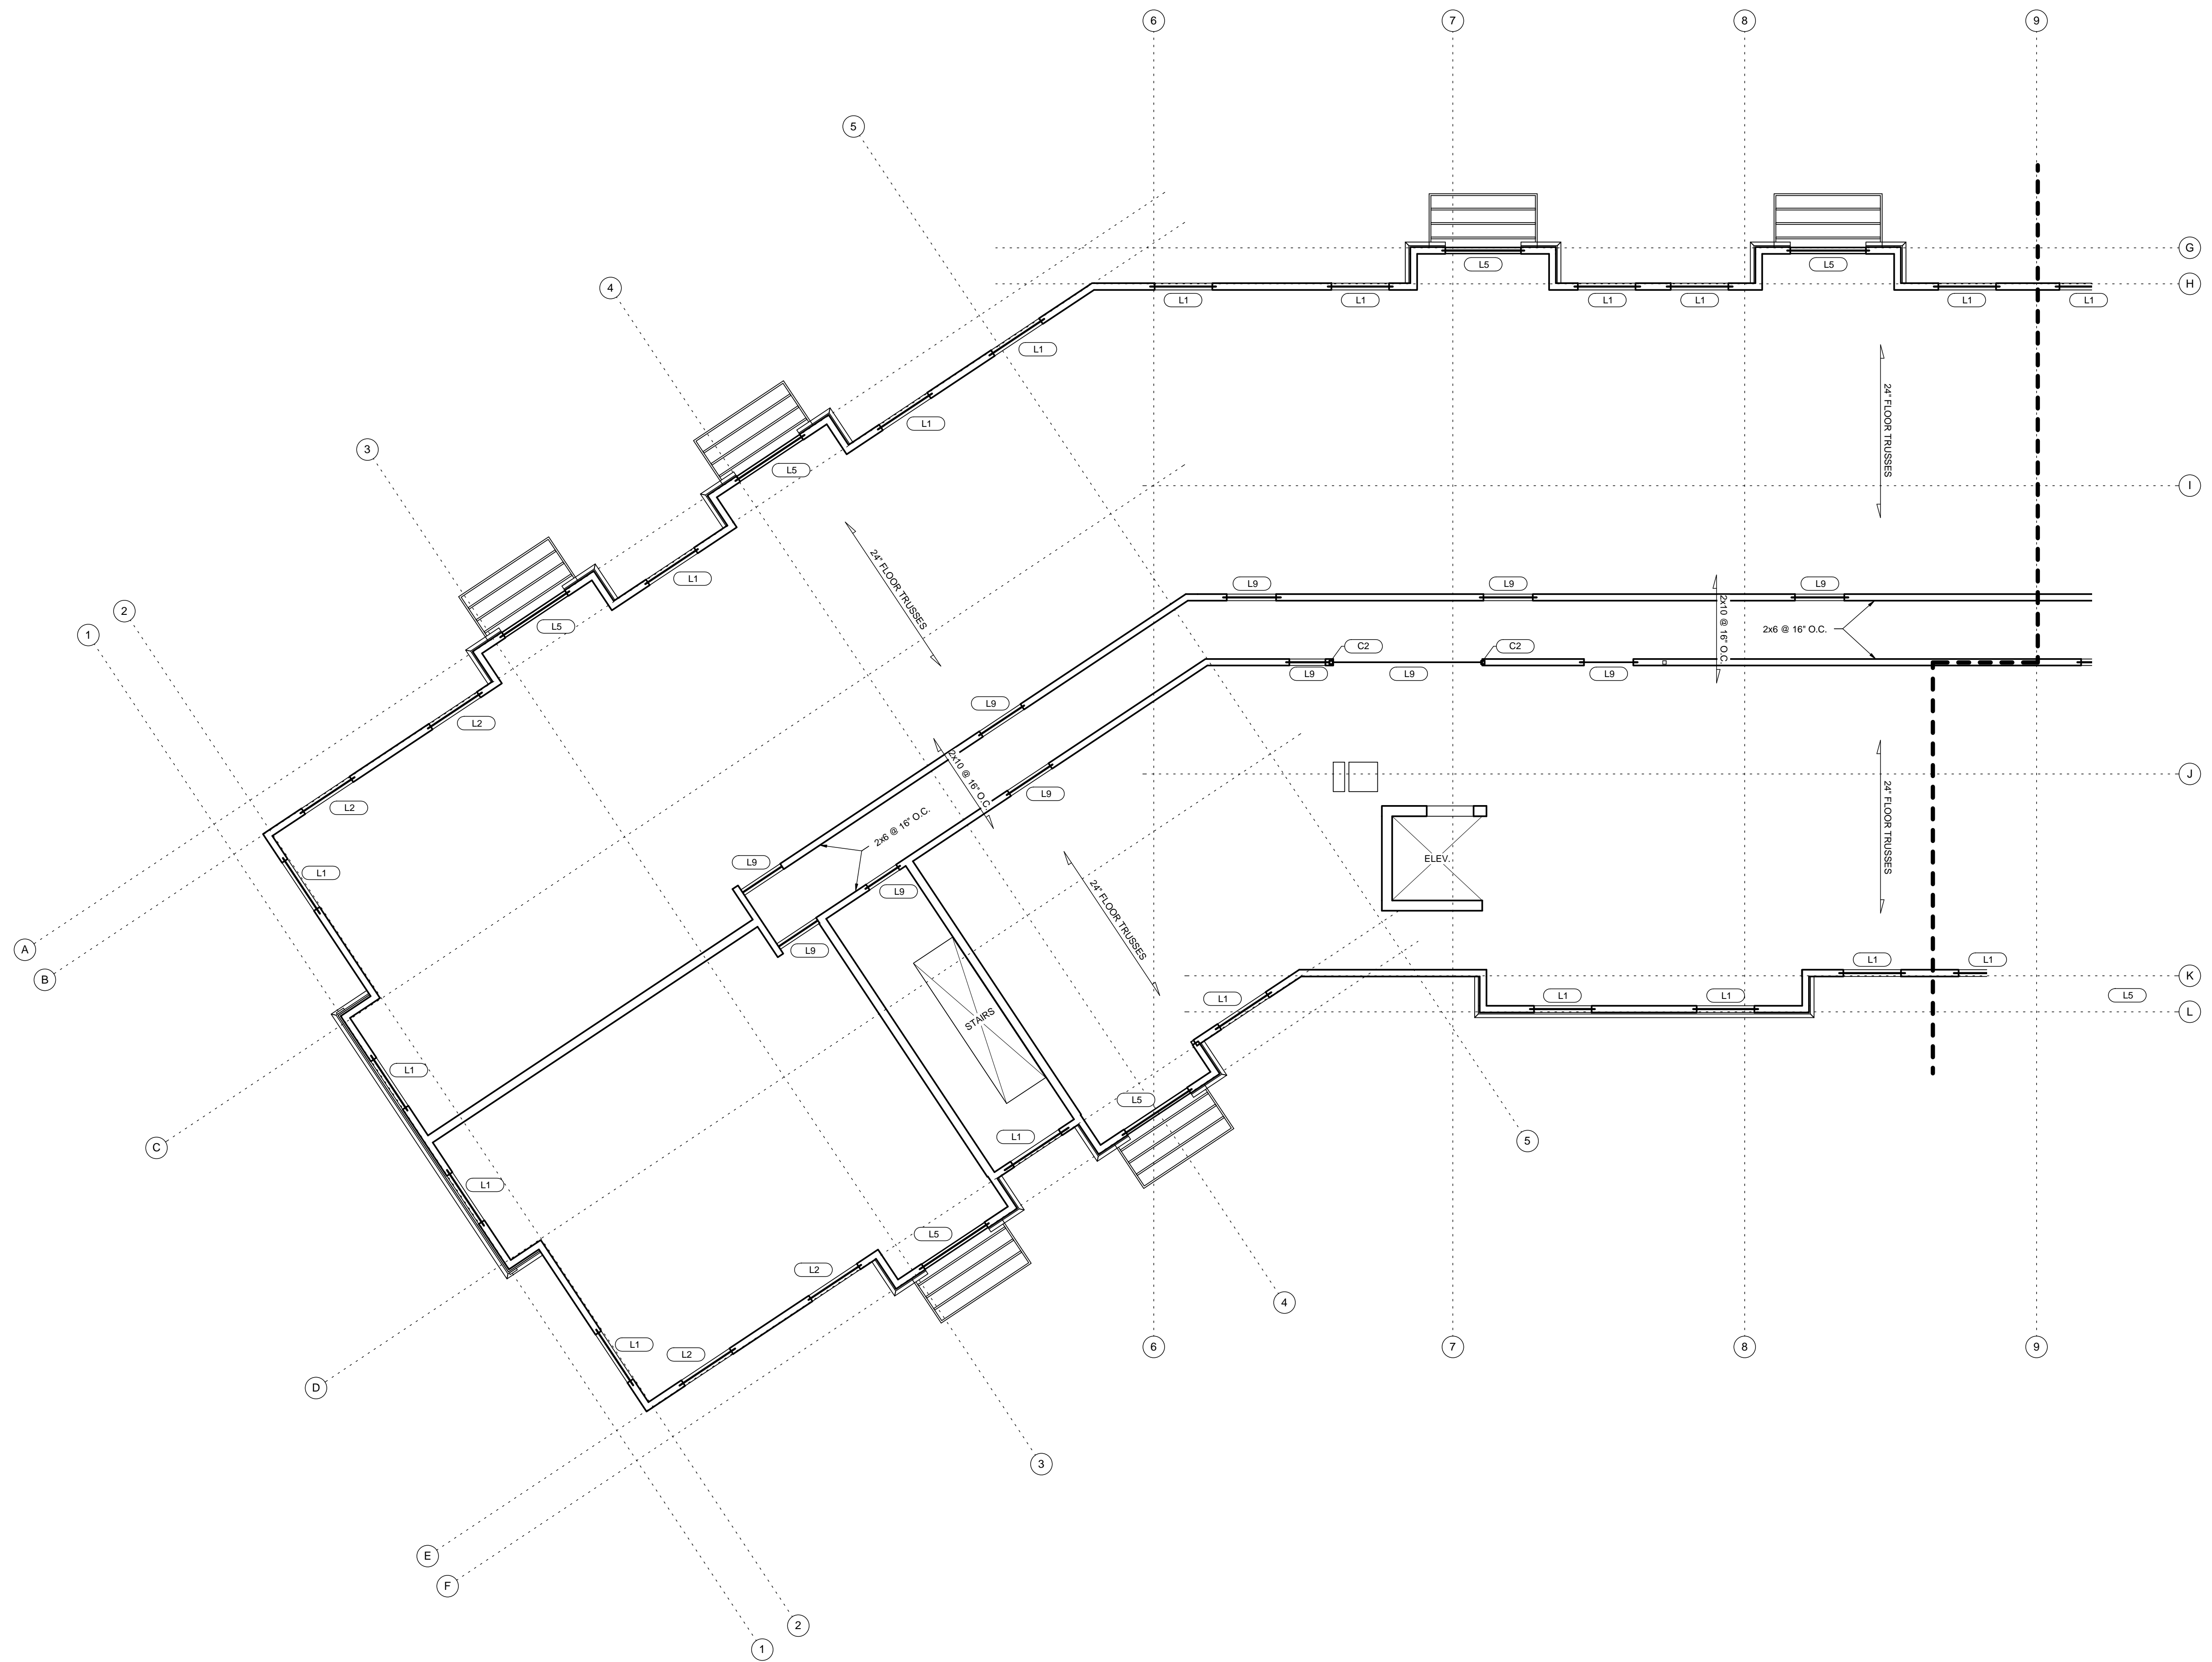 6
7
8
9
5
4
3
2
1
G
H
L5
L5
L1
L1
L1
L1
L1
L1
L1
L1
L5
L1
L5
L2
L2
L1
24" FLOOR TRUSSES
24" FLOOR TRUSSES
I
L9
L9
L9
2x10 @ 16" O.C.
2x6 @ 16" O.C.
C2
C2
L9
L9
L9
L9
2x10 @ 16" O.C.
L9
2x6 @ 16" O.C.
L9
L9
L9
J
24" FLOOR TRUSSES
24" FLOOR TRUSSES
ELEV.
STAIRS
A
B
L1
L1
K
L1
L1
L1
L5
L
L1
L1
L5
L1
L1
C
5
L5
L2
L1
L2
4
6
7
8
9
D
3
E
F
2
1